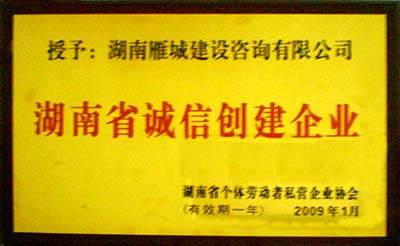 授予：湖南雁城建设咨询有限公司
湖南省诚信创建企业
湖南省个体劳动者私营企业协会
(有效期一年) 2009年1月